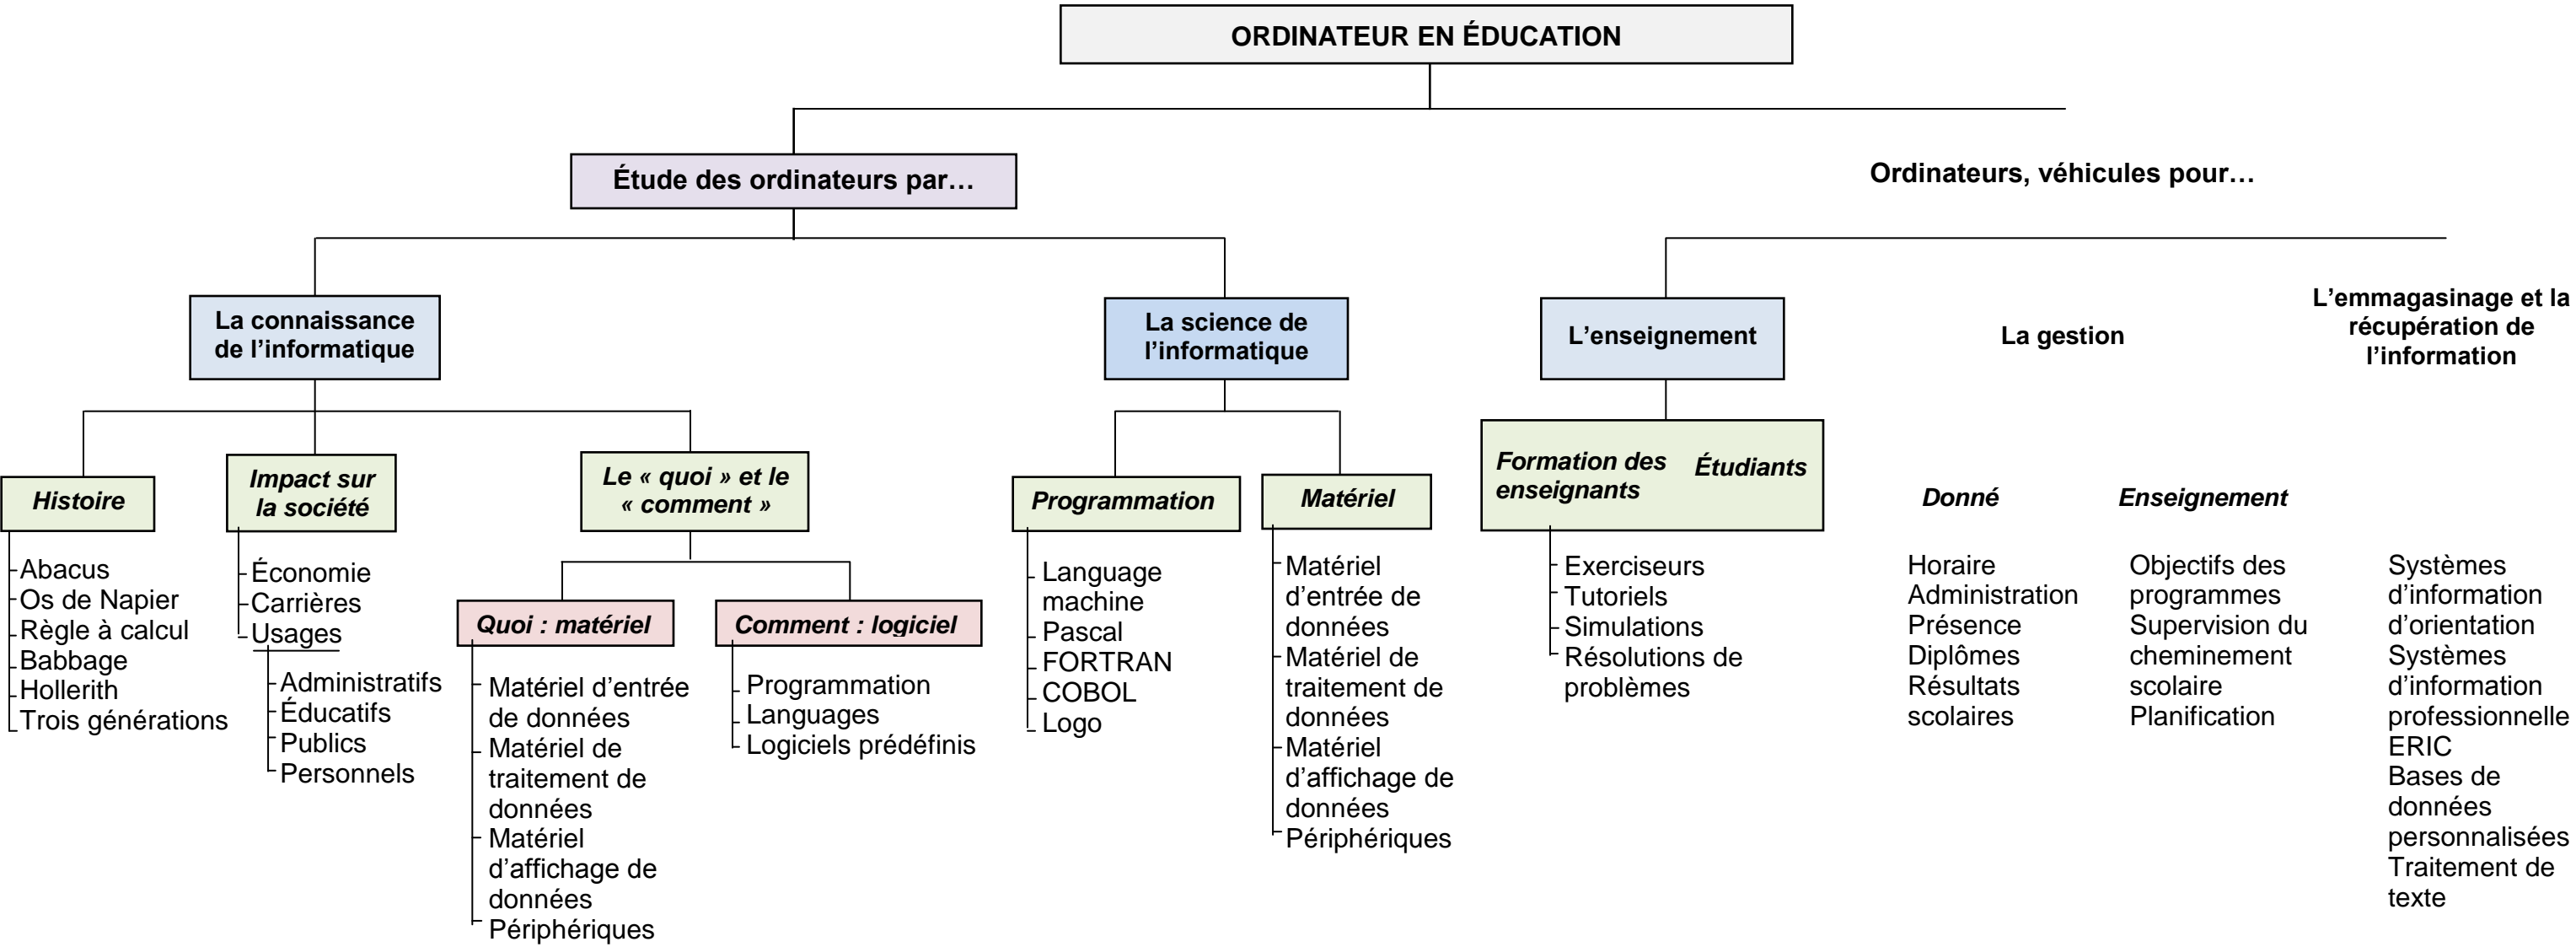 ORDINATEUR EN ÉDUCATION
Étude des ordinateurs par…
Ordinateurs, véhicules pour…
La connaissance
de l’informatique
La science de
l’informatique
L’enseignement
La gestion
L’emmagasinage et la
récupération de
l’information
Histoire
Abacus
Os de Napier
Règle à calcul
Babbage
Hollerith
Trois générations
Impact sur
la société
Économie
Carrières
Usages
Administratifs
Éducatifs
Publics
Personnels
Le « quoi » et le
« comment »
Quoi : matériel
Matériel d’entrée
de données
Matériel de
traitement de
données
Matériel
d’affichage de
données
Périphériques
Comment : logiciel
Programmation
Languages
Logiciels prédéfinis
Programmation
Language
machine
Pascal
FORTRAN
COBOL
Logo
Matériel
Matériel
d’entrée de
données
Matériel de
traitement de
données
Matériel
d’affichage de
données
Périphériques
Formation des
enseignants
Étudiants
Exerciseurs
Tutoriels
Simulations
Résolutions de
problèmes
Donné
Horaire
Administration
Présence
Diplômes
Résultats
scolaires
Enseignement
Objectifs des
programmes
Supervision du
cheminement
scolaire
Planification
Systèmes
d’information
d’orientation
Systèmes
d’information
professionnelle
ERIC
Bases de
données
personnalisées
Traitement de
texte